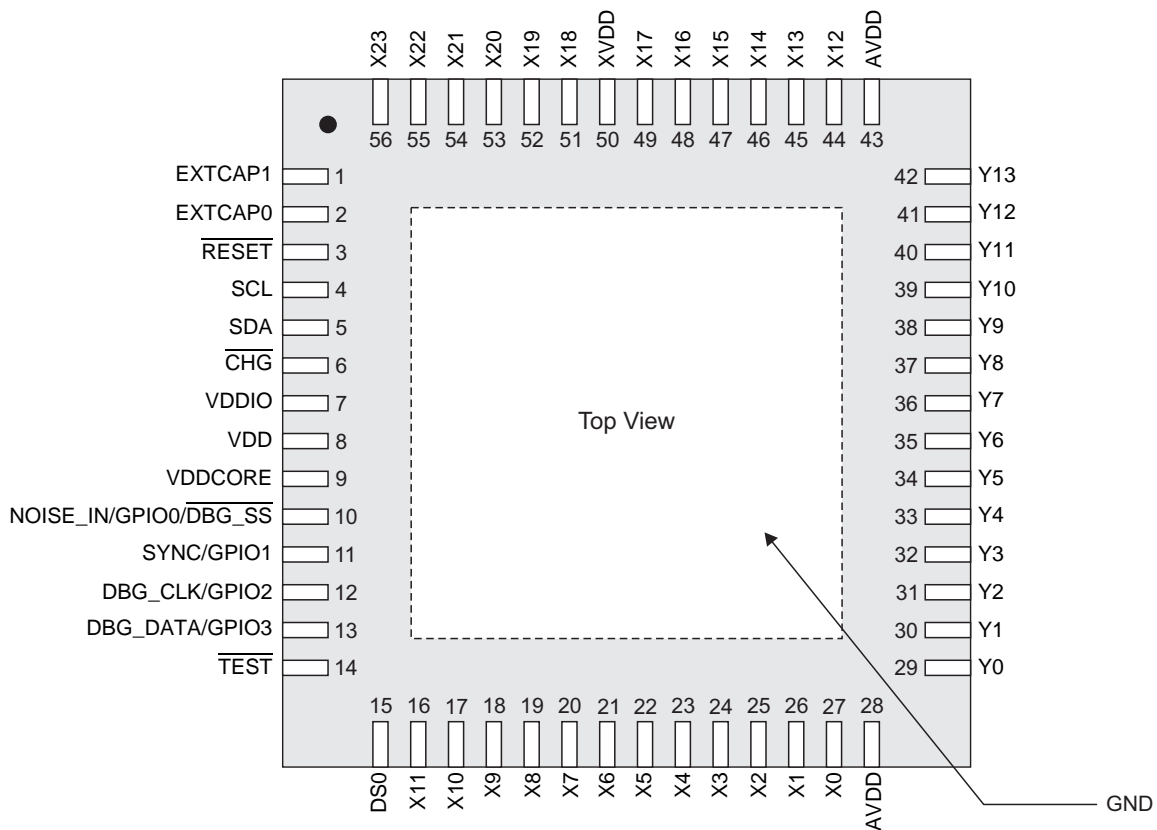 X23 X22 X21 X20 X19 X18 XVDD X17 X16 X15 X14 X13 X12 AVDD
56 55 54 53 52 51 50 49 48 47 46 45 44 43
EXTCAP1 1 42 Y13
EXTCAP0 2 41 Y12
RESET 3 40 Y11
SCL 4 39 Y10
SDA 5 38 Y9
CHG 6 37 Y8
VDDIO 7 36 Y7
Top View
VDD 8 35 Y6
VDDCORE 9 34 Y5
NOISE_IN/GPIO0/DBG_SS 10 33 Y4
SYNC/GPIO1 11 32 Y3
DBG_CLK/GPIO2 12 31 Y2
DBG_DATA/GPIO3 13 30 Y1
TEST 14 29 Y0
15 16 17 18 19 20 21 22 23 24 25 26 27 28
DS0 X11 X10 X9 X8 X7 X6 X5 X4 X3 X2 X1 X0 AVDD
GND